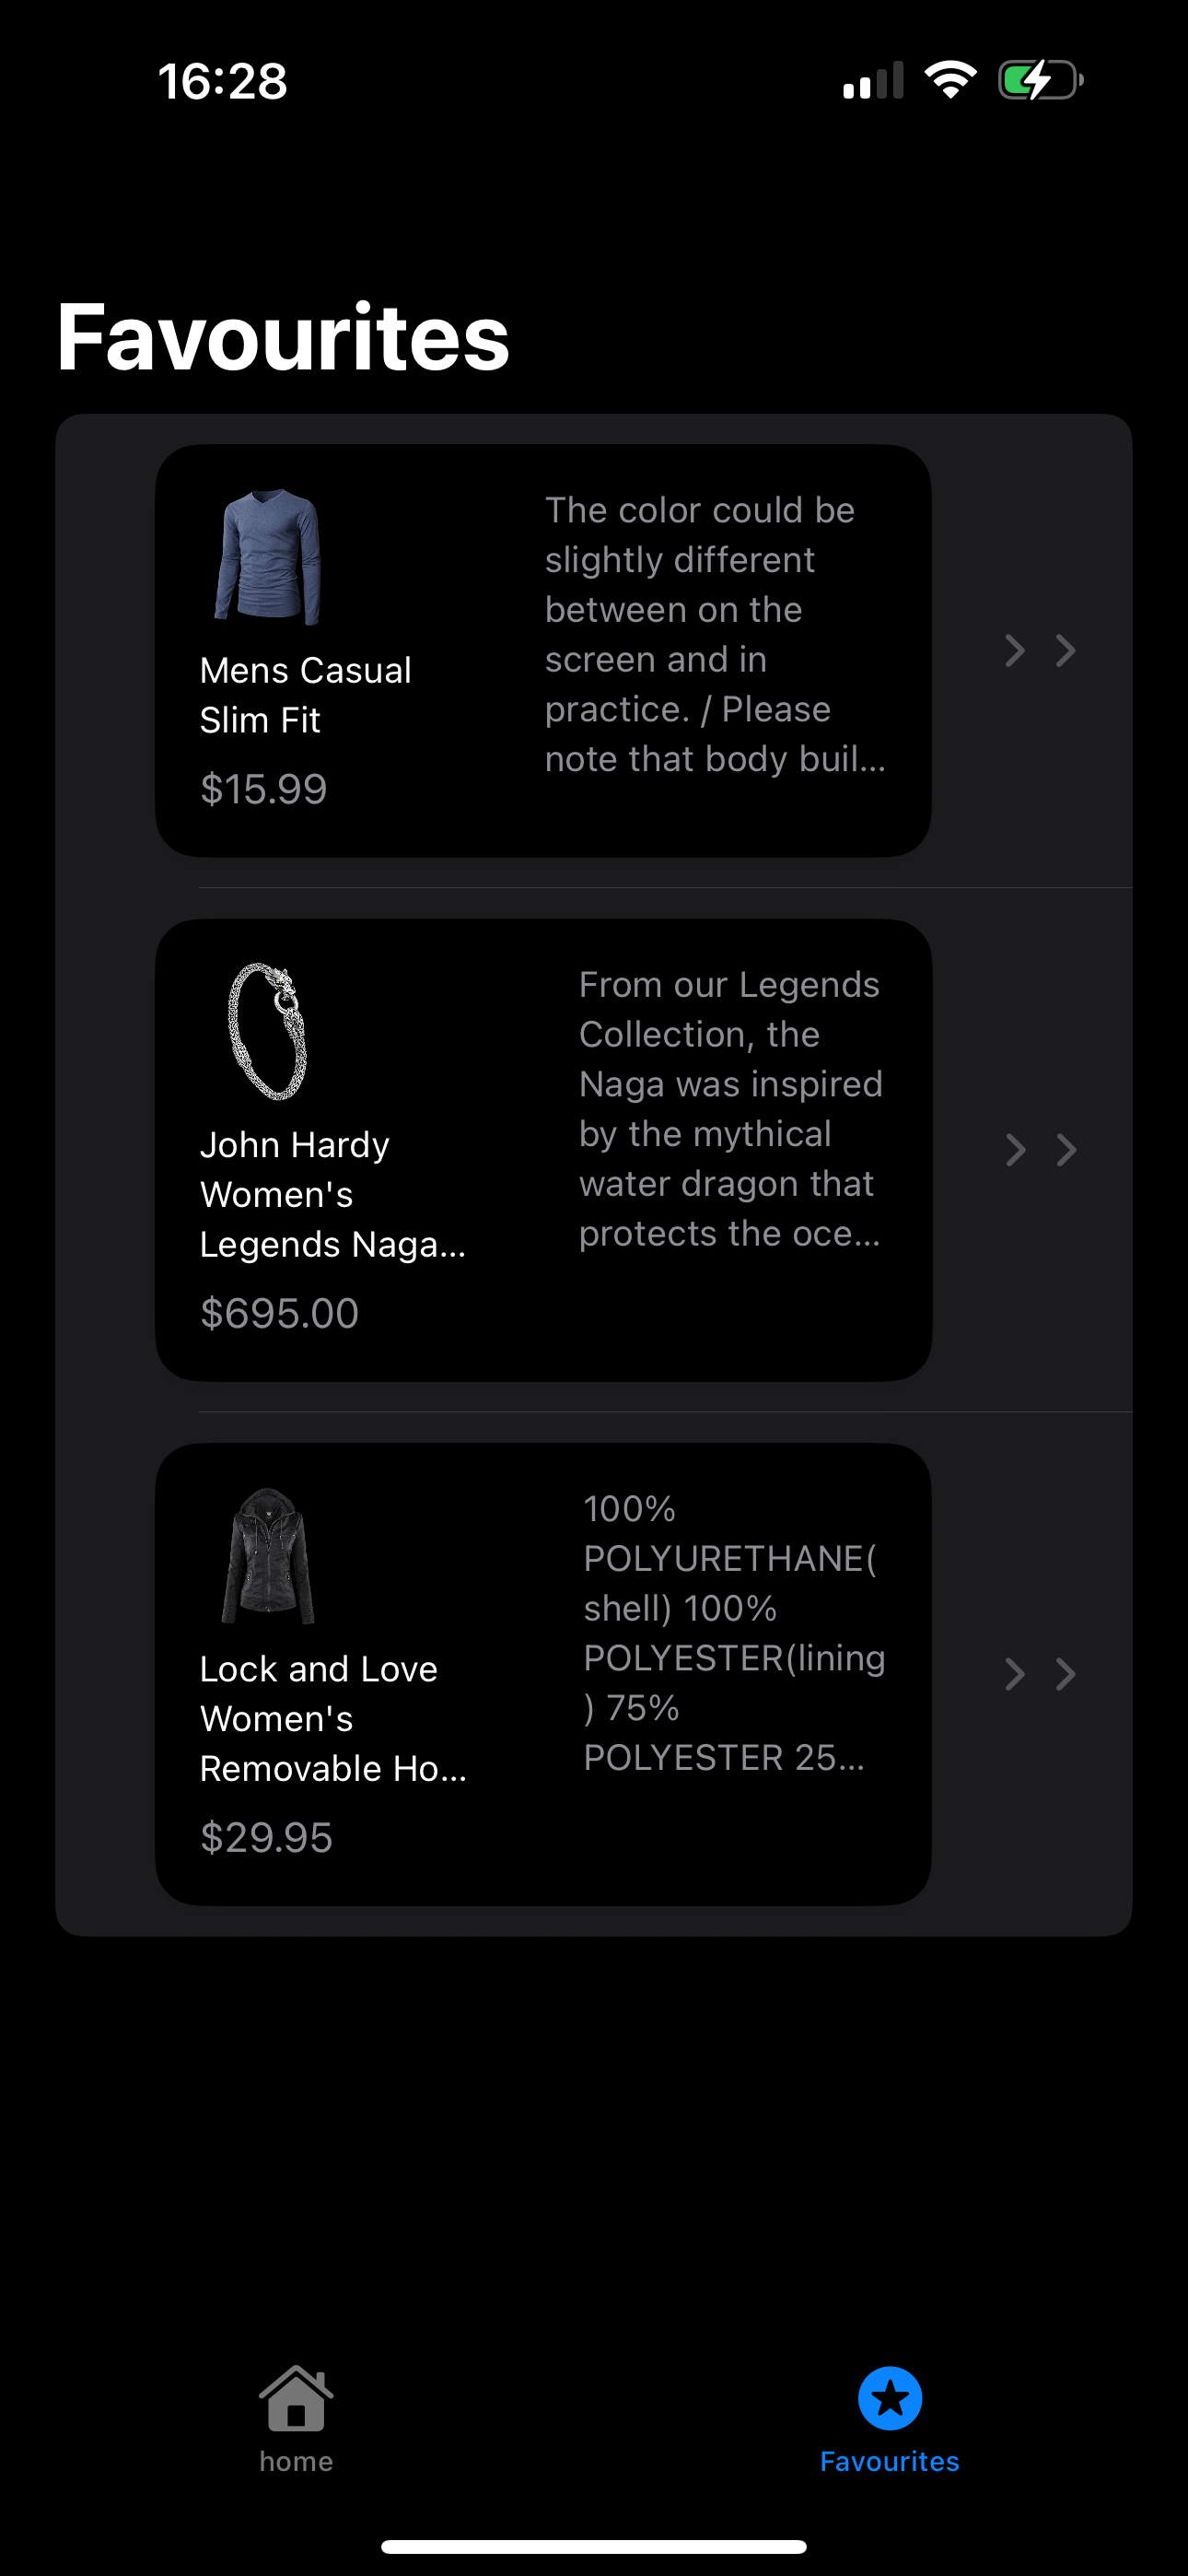 16:28
Favourites
Mens Casual
Slim Fit
$15.99
The color could be
slightly different
between on the
screen and in
practice. / Please
note that body buil...
John Hardy
Women's
Legends Naga...
$695.00
From our Legends
Collection, the
Naga was inspired
by the mythical
water dragon that
protects the oce...
Lock and Love
Women's
Removable Ho...
$29.95
100%
POLYURETHANE(
shell) 100%
POLYESTER(lining
) 75%
POLYESTER 25...
home
Favourites